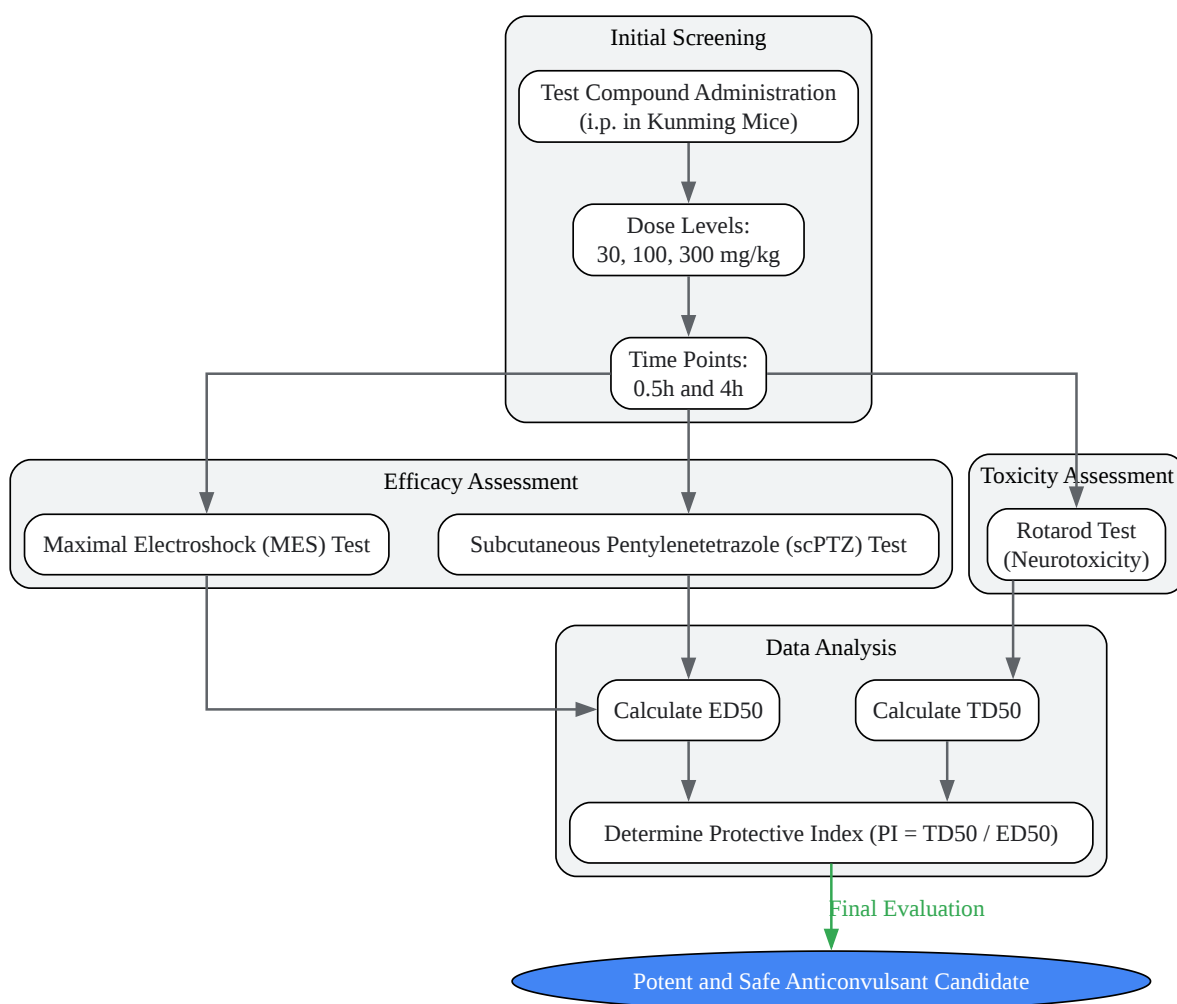 Initial Screening
Test Compound Administration
(i.p. in Kunming Mice)
Dose Levels:
30, 100, 300 mg/kg
Time Points:
0.5h and 4h
Efficacy Assessment
Maximal Electroshock (MES) Test
Subcutaneous Pentylenetetrazole (scPTZ) Test
Toxicity Assessment
Rotarod Test
(Neurotoxicity)
Data Analysis
Calculate ED50
Calculate TD50
Determine Protective Index (PI = TD50 / ED50)
Final Evaluation
Potent and Safe Anticonvulsant Candidate